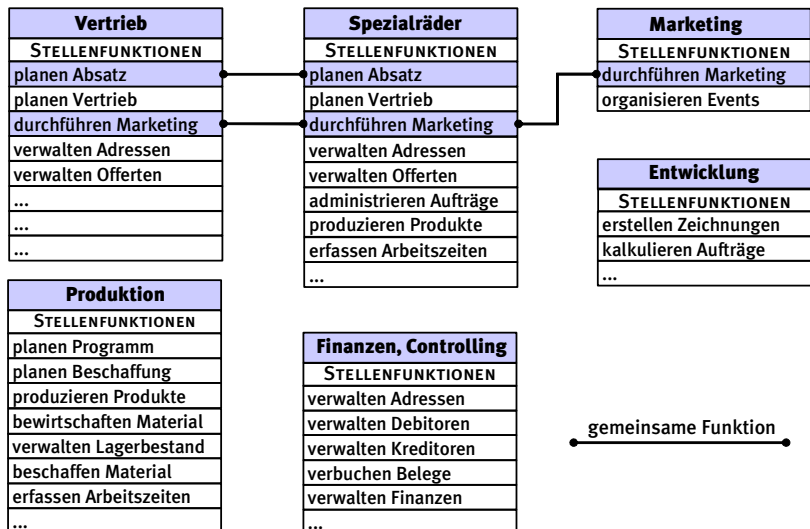 Vertrieb
STELLENFUNKTIONEN
planen Absatz
planen Vertrieb
durchführen Marketing
verwalten Adressen
verwalten Offerten
...
...
...
Spezialräder
STELLENFUNKTIONEN
planen Absatz
planen Vertrieb
durchführen Marketing
verwalten Adressen
verwalten Offerten
administrieren Aufträge
produzieren Produkte
erfassen Arbeitszeiten
...
Marketing
STELLENFUNKTIONEN
durchführen Marketing
organisieren Events
Entwicklung
STELLENFUNKTIONEN
erstellen Zeichnungen
kalkulieren Aufträge
...
Produktion
STELLENFUNKTIONEN
planen Programm
planen Beschaffung
produzieren Produkte
bewirtschaften Material
verwalten Lagerbestand
beschaffen Material
erfassen Arbeitszeiten
...
Finanzen, Controlling
STELLENFUNKTIONEN
verwalten Adressen
verwalten Debitoren
verwalten Kreditoren
verbuchen Belege
verwalten Finanzen
...
gemeinsame Funktion